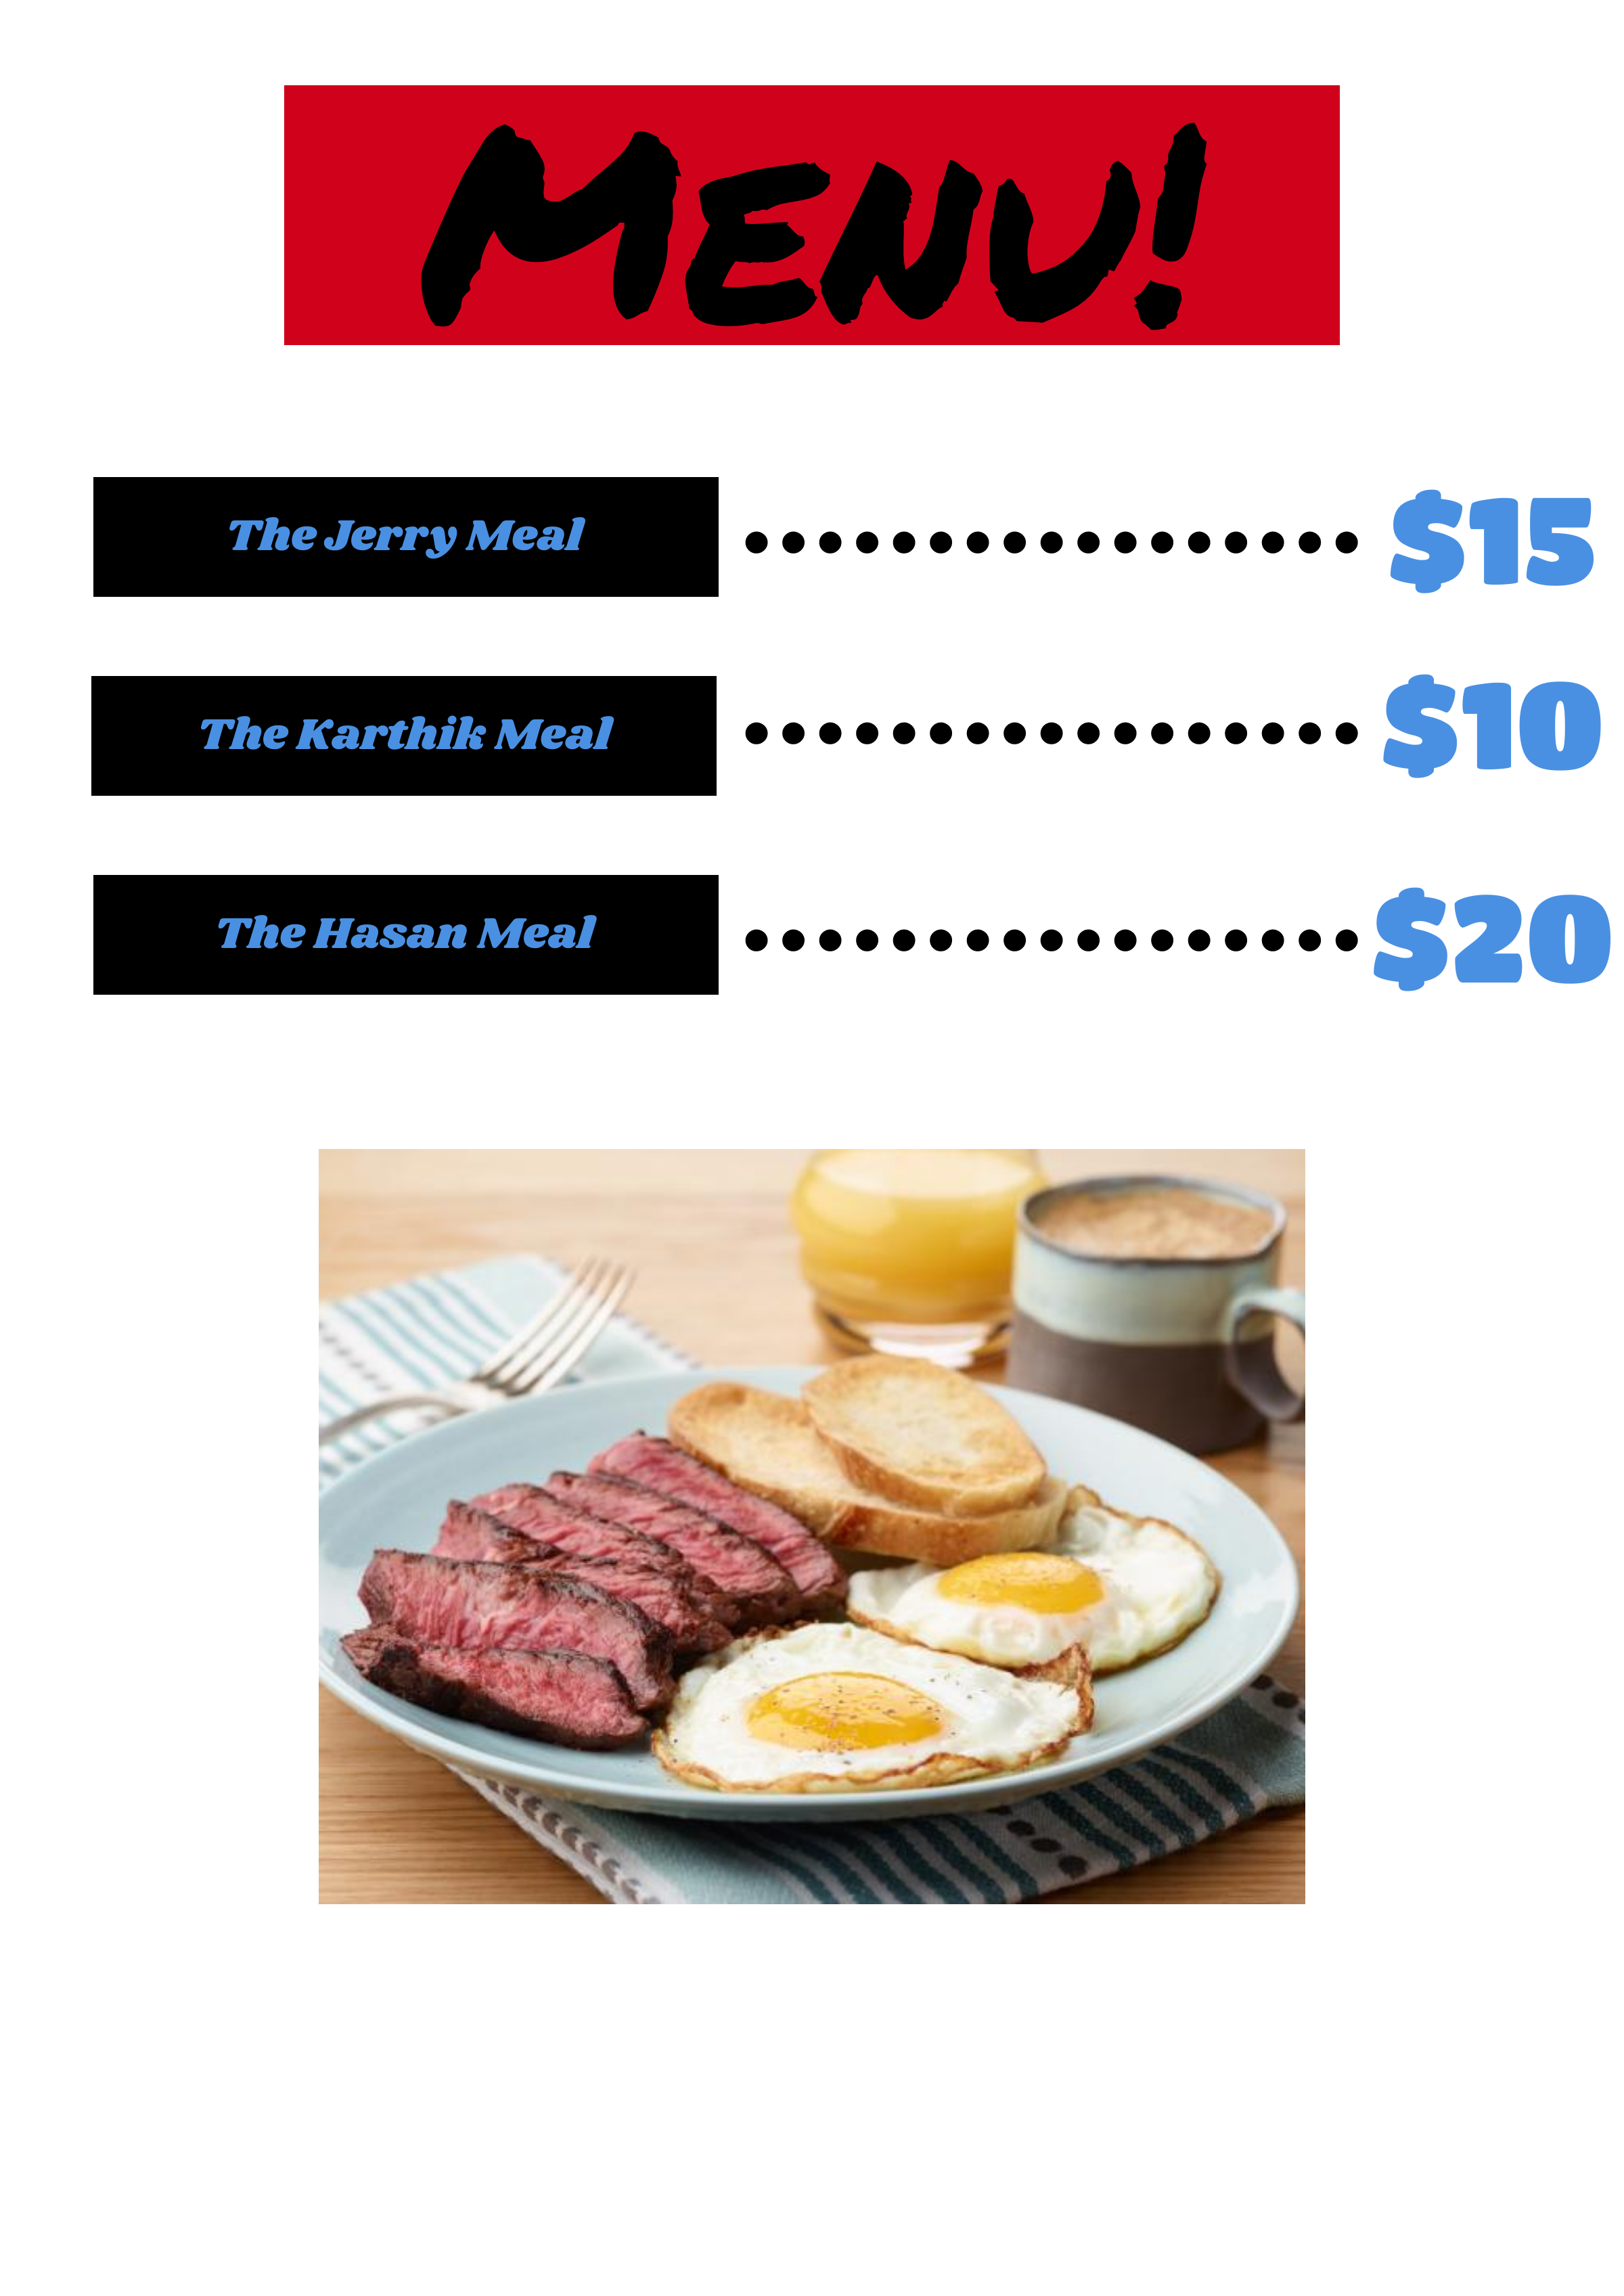 Menu!
The Jerry Meal ................. $15
The Karthik Meal ................. $10
The Hasan Meal ................. $20